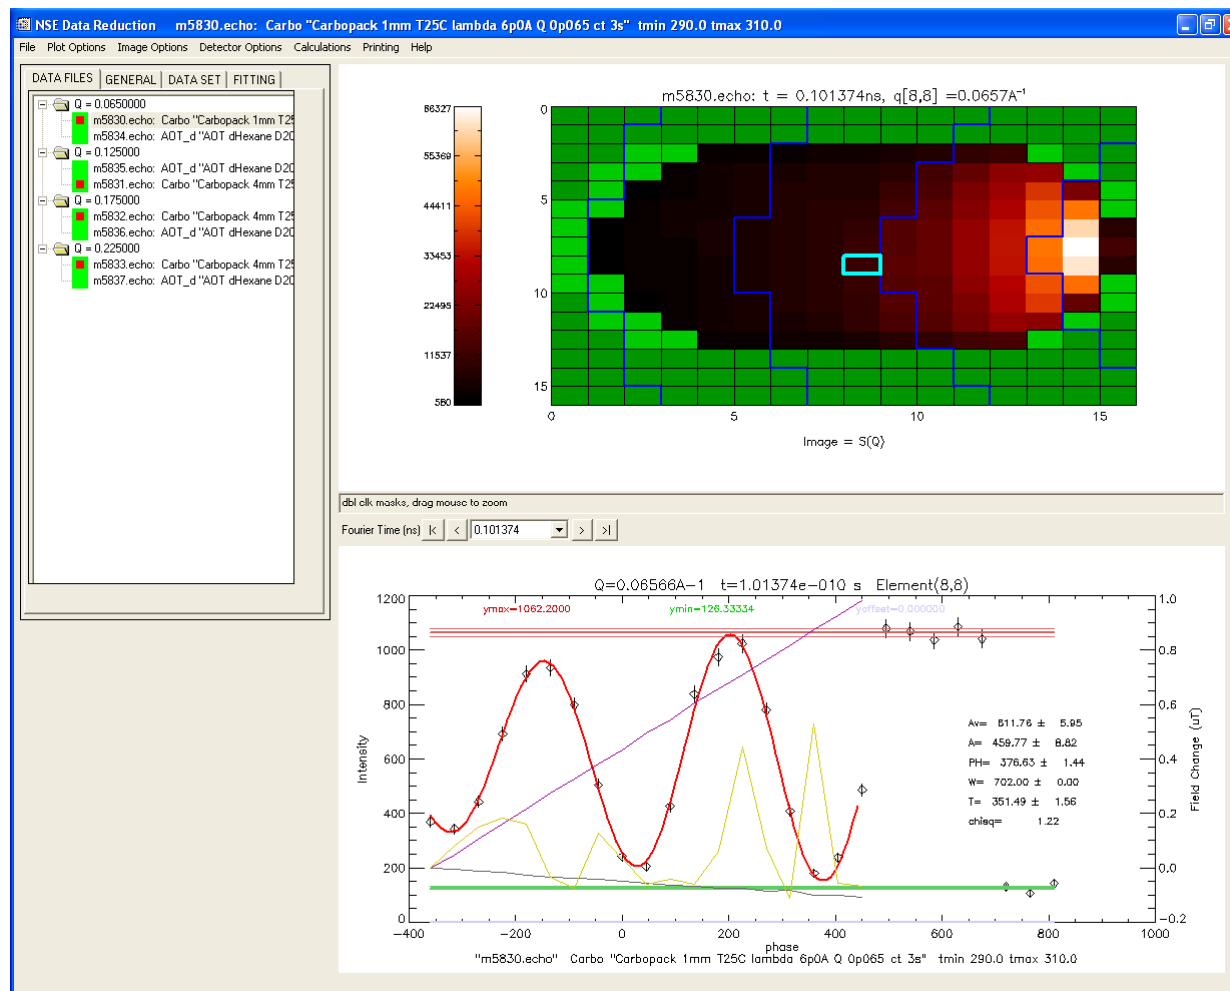 NSE Data Reduction m5830.echo: Carbo "Carbopack 1mm T25C lambda 6p0A Q 0p065 ct 3s" tmin 290.0 tmax 310.0
File Plot Options Image Options Detector Options Calculations Printing Help
DATA FILES GENERAL DATA SET FITTING
Q = 0.0650000
m5830.echo: Carbo "Carbopack 1mm T25
m5834.echo: AOT_d "AOT dHexane D20
Q = 0.125000
m5835.echo: AOT_d "AOT dHexane D20
m5831.echo: Carbo "Carbopack 4mm T25
Q = 0.175000
m5832.echo: Carbo "Carbopack 4mm T25
m5836.echo: AOT_d "AOT dHexane D20
Q = 0.225000
m5833.echo: Carbo "Carbopack 4mm T25
m5837.echo: AOT_d "AOT dHexane D20
m5830.echo: t = 0.101374ns, q[8,8] =0.0657A⁻¹
86327
55369
44411
33453
22495
11537
580
0
5
10
15
0 5 10 15
Image = S(Q)
dbl clk masks, drag mouse to zoom
Fourier Time (ns) |< < 0.101374 > >|
Q=0.06566A-1 t=1.01374e-010 s Element(8,8)
ymax=1062.2000 ymin=126.33334 yoffset=0.000000
1200
1000
800
600
400
200
0
Intensity
1.0
0.8
0.6
0.4
0.2
0.0
-0.2
Field Change (uT)
Av= 611.76 ± 5.95
A= 459.77 ± 8.82
PH= 376.63 ± 1.44
W= 702.00 ± 0.00
T= 351.49 ± 1.56
chisq= 1.22
-400 -200 0 200 400 600 800 1000
phase
"m5830.echo" Carbo "Carbopack 1mm T25C lambda 6p0A Q 0p065 ct 3s" tmin 290.0 tmax 310.0